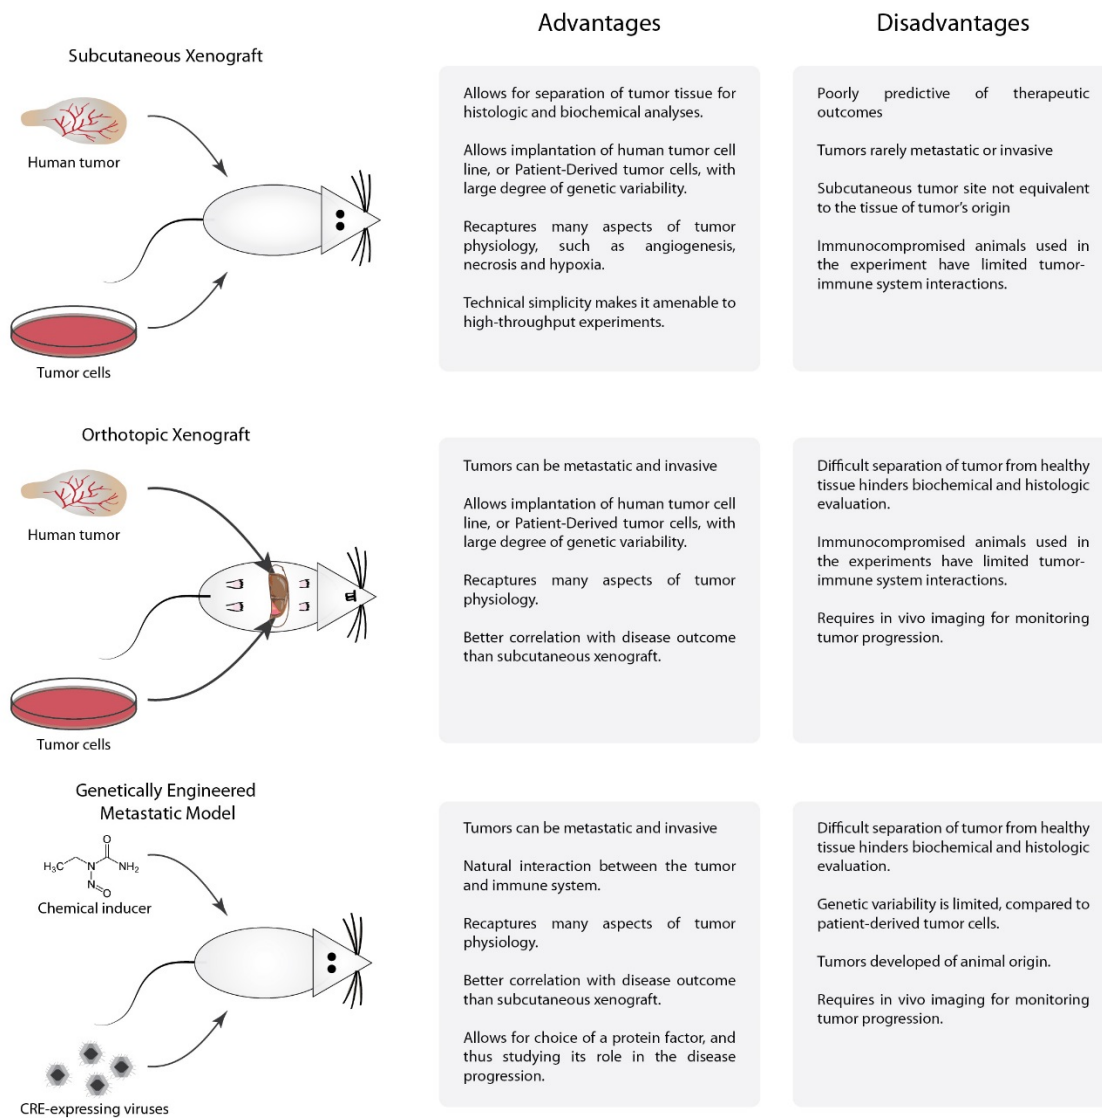 Advantages
Disadvantages
Subcutaneous Xenograft
Human tumor
Tumor cells
Allows for separation of tumor tissue for
histologic and biochemical analyses.
Allows implantation of human tumor cell
line, or Patient-Derived tumor cells, with
large degree of genetic variability.
Recaptures many aspects of tumor
physiology, such as angiogenesis,
necrosis and hypoxia.
Technical simplicity makes it amenable to
high-throughput experiments.
Poorly predictive of therapeutic
outcomes
Tumors rarely metastatic or invasive
Subcutaneous tumor site not equivalent
to the tissue of tumor's origin
Immunocompromised animals used in
the experiment have limited tumor-
immune system interactions.
Orthotopic Xenograft
Human tumor
Tumor cells
Tumors can be metastatic and invasive
Allows implantation of human tumor cell
line, or Patient-Derived tumor cells, with
large degree of genetic variability.
Recaptures many aspects of tumor
physiology.
Better correlation with disease outcome
than subcutaneous xenograft.
Difficult separation of tumor from healthy
tissue hinders biochemical and histologic
evaluation.
Immunocompromised animals used in
the experiments have limited tumor-
immune system interactions.
Requires in vivo imaging for monitoring
tumor progression.
Genetically Engineered
Metastatic Model
O
H₃C N NH₂
N O
Chemical inducer
CRE-expressing viruses
Tumors can be metastatic and invasive
Natural interaction between the tumor
and immune system.
Recaptures many aspects of tumor
physiology.
Better correlation with disease outcome
than subcutaneous xenograft.
Allows for choice of a protein factor, and
thus studying its role in the disease
progression.
Difficult separation of tumor from healthy
tissue hinders biochemical and histologic
evaluation.
Genetic variability is limited, compared to
patient-derived tumor cells.
Tumors developed of animal origin.
Requires in vivo imaging for monitoring
tumor progression.